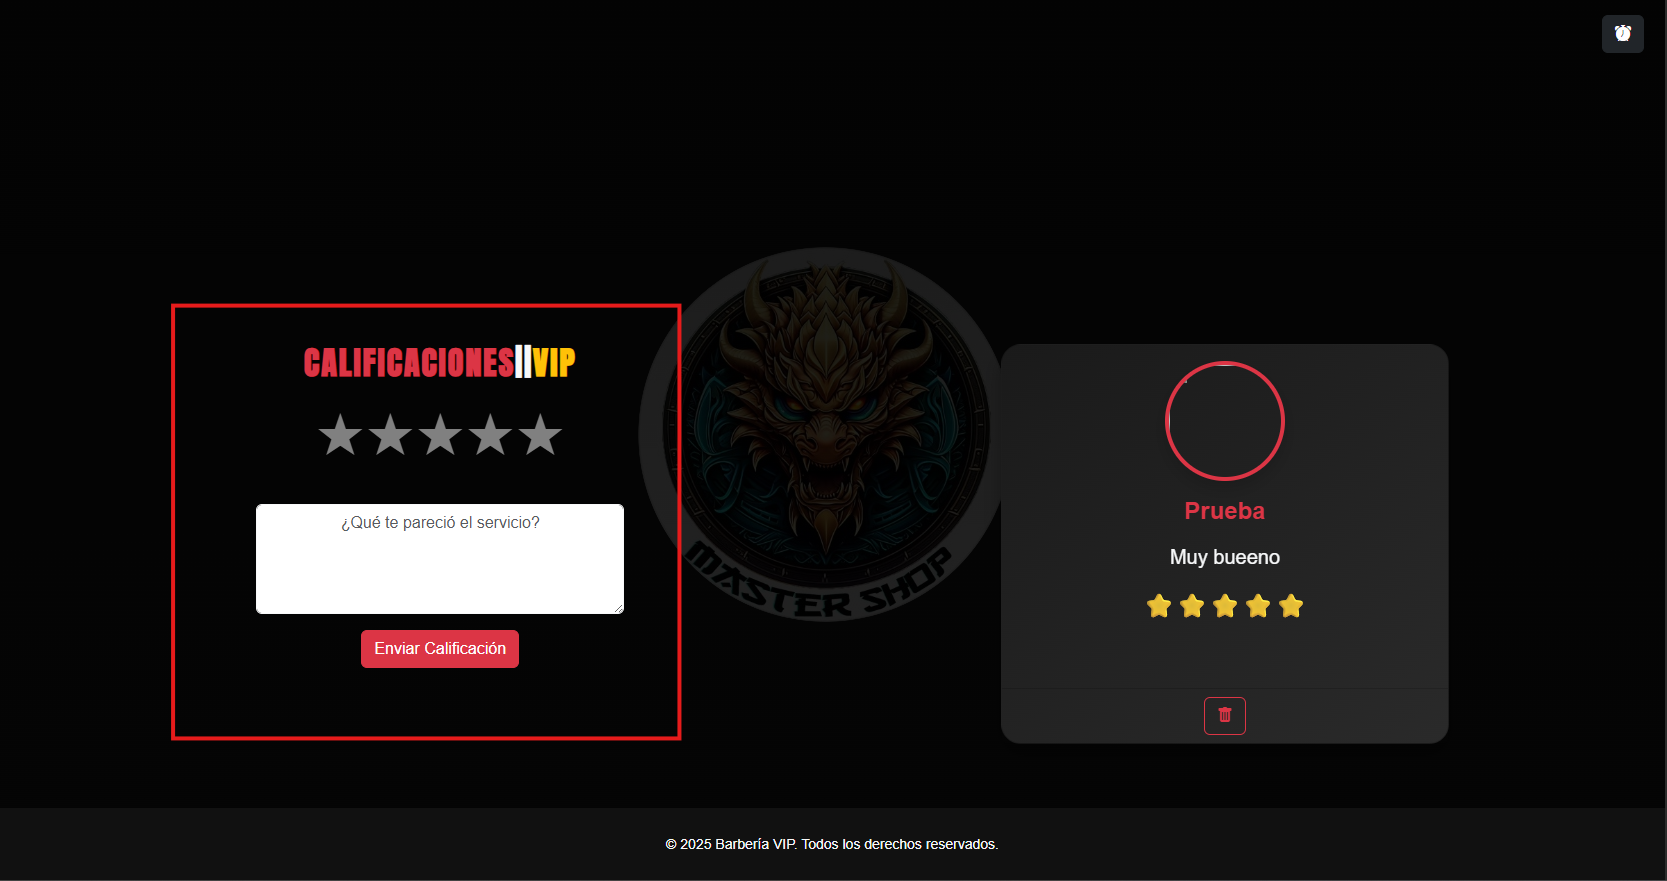 CALIFICACIONES||VIP
¿Qué te pareció el servicio?
Enviar Calificación
MASTER SHOP
Prueba
Muy bueeno
© 2025 Barbería VIP. Todos los derechos reservados.